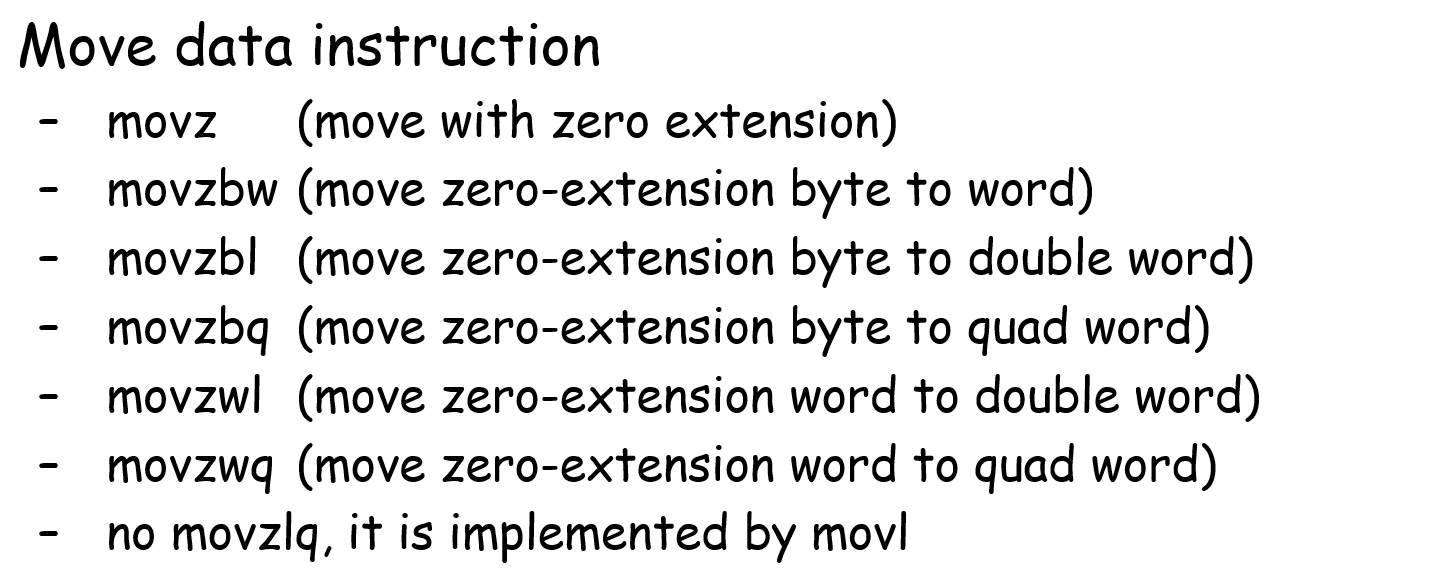 Move data instruction
- movz (move with zero extension)
- movzbw (move zero-extension byte to word)
- movzbl (move zero-extension byte to double word)
- movzbq (move zero-extension byte to quad word)
- movzwl (move zero-extension word to double word)
- movzwq (move zero-extension word to quad word)
- no movzlq, it is implemented by movl